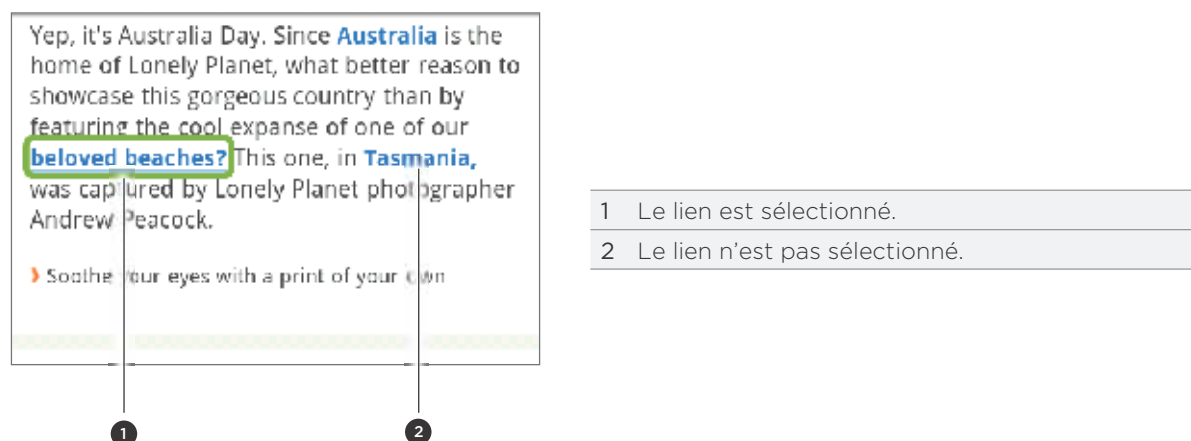 Yep, it's Australia Day. Since Australia is the
home of Lonely Planet, what better reason to
showcase this gorgeous country than by
featuring the cool expanse of one of our
beloved beaches? This one, in Tasmania,
was captured by Lonely Planet photographer
Andrew Peacock.
Soothe your eyes with a print of your own
1
2
1 Le lien est sélectionné.
2 Le lien n’est pas sélectionné.